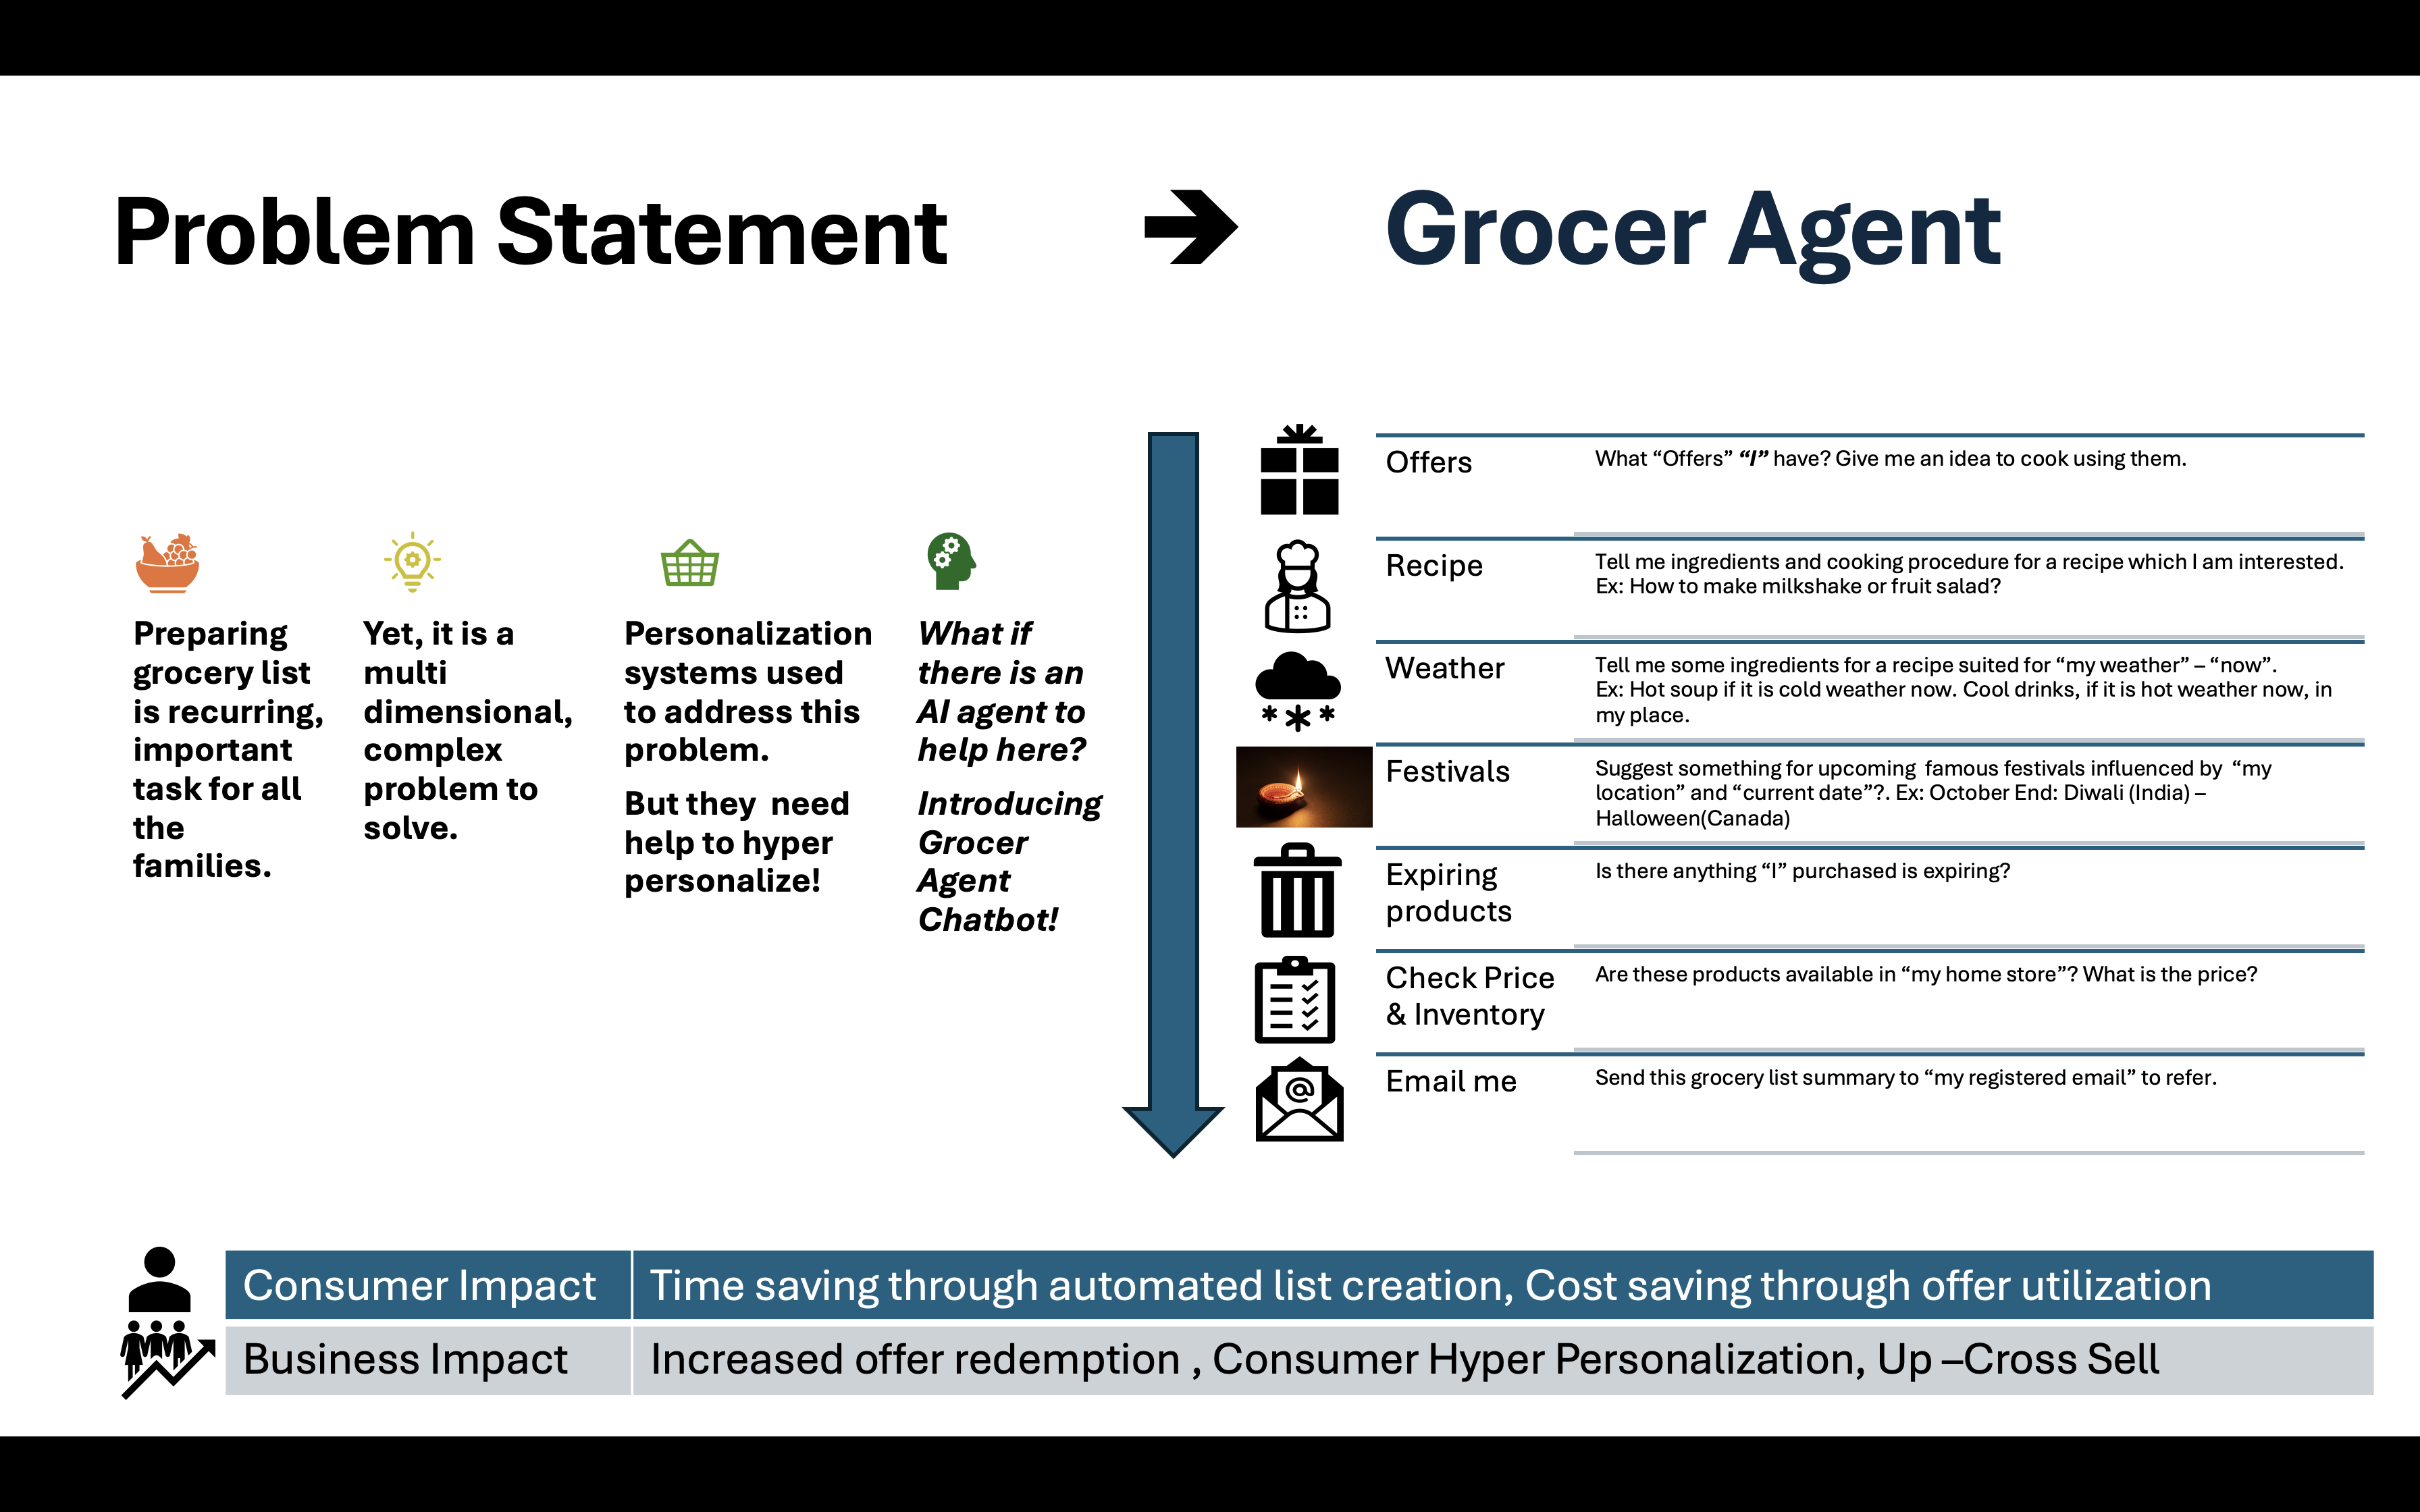 Problem Statement
Grocer Agent
Preparing
grocery list
is recurring,
important
task for all
the
families.
Yet, it is a
multi
dimensional,
complex
problem to
solve.
Personalization
systems used
to address this
problem.
But they  need
help to hyper
personalize!
What if
there is an
AI agent to
help here?
Introducing
Grocer
Agent
Chatbot!
Offers
What “Offers” “I” have? Give me an idea to cook using them.
Recipe
Tell me ingredients and cooking procedure for a recipe which I am interested.
Ex: How to make milkshake or fruit salad?
Weather
Tell me some ingredients for a recipe suited for “my weather” – “now”.
Ex: Hot soup if it is cold weather now. Cool drinks, if it is hot weather now, in
my place.
Festivals
Suggest something for upcoming  famous festivals influenced by  “my
location” and “current date”?. Ex: October End: Diwali (India) –
Halloween(Canada)
Expiring
products
Is there anything “I” purchased is expiring?
Check Price
& Inventory
Are these products available in “my home store”? What is the price?
@
Email me
Send this grocery list summary to “my registered email” to refer.
Consumer Impact
Time saving through automated list creation, Cost saving through offer utilization
Business Impact
Increased offer redemption , Consumer Hyper Personalization, Up –Cross Sell